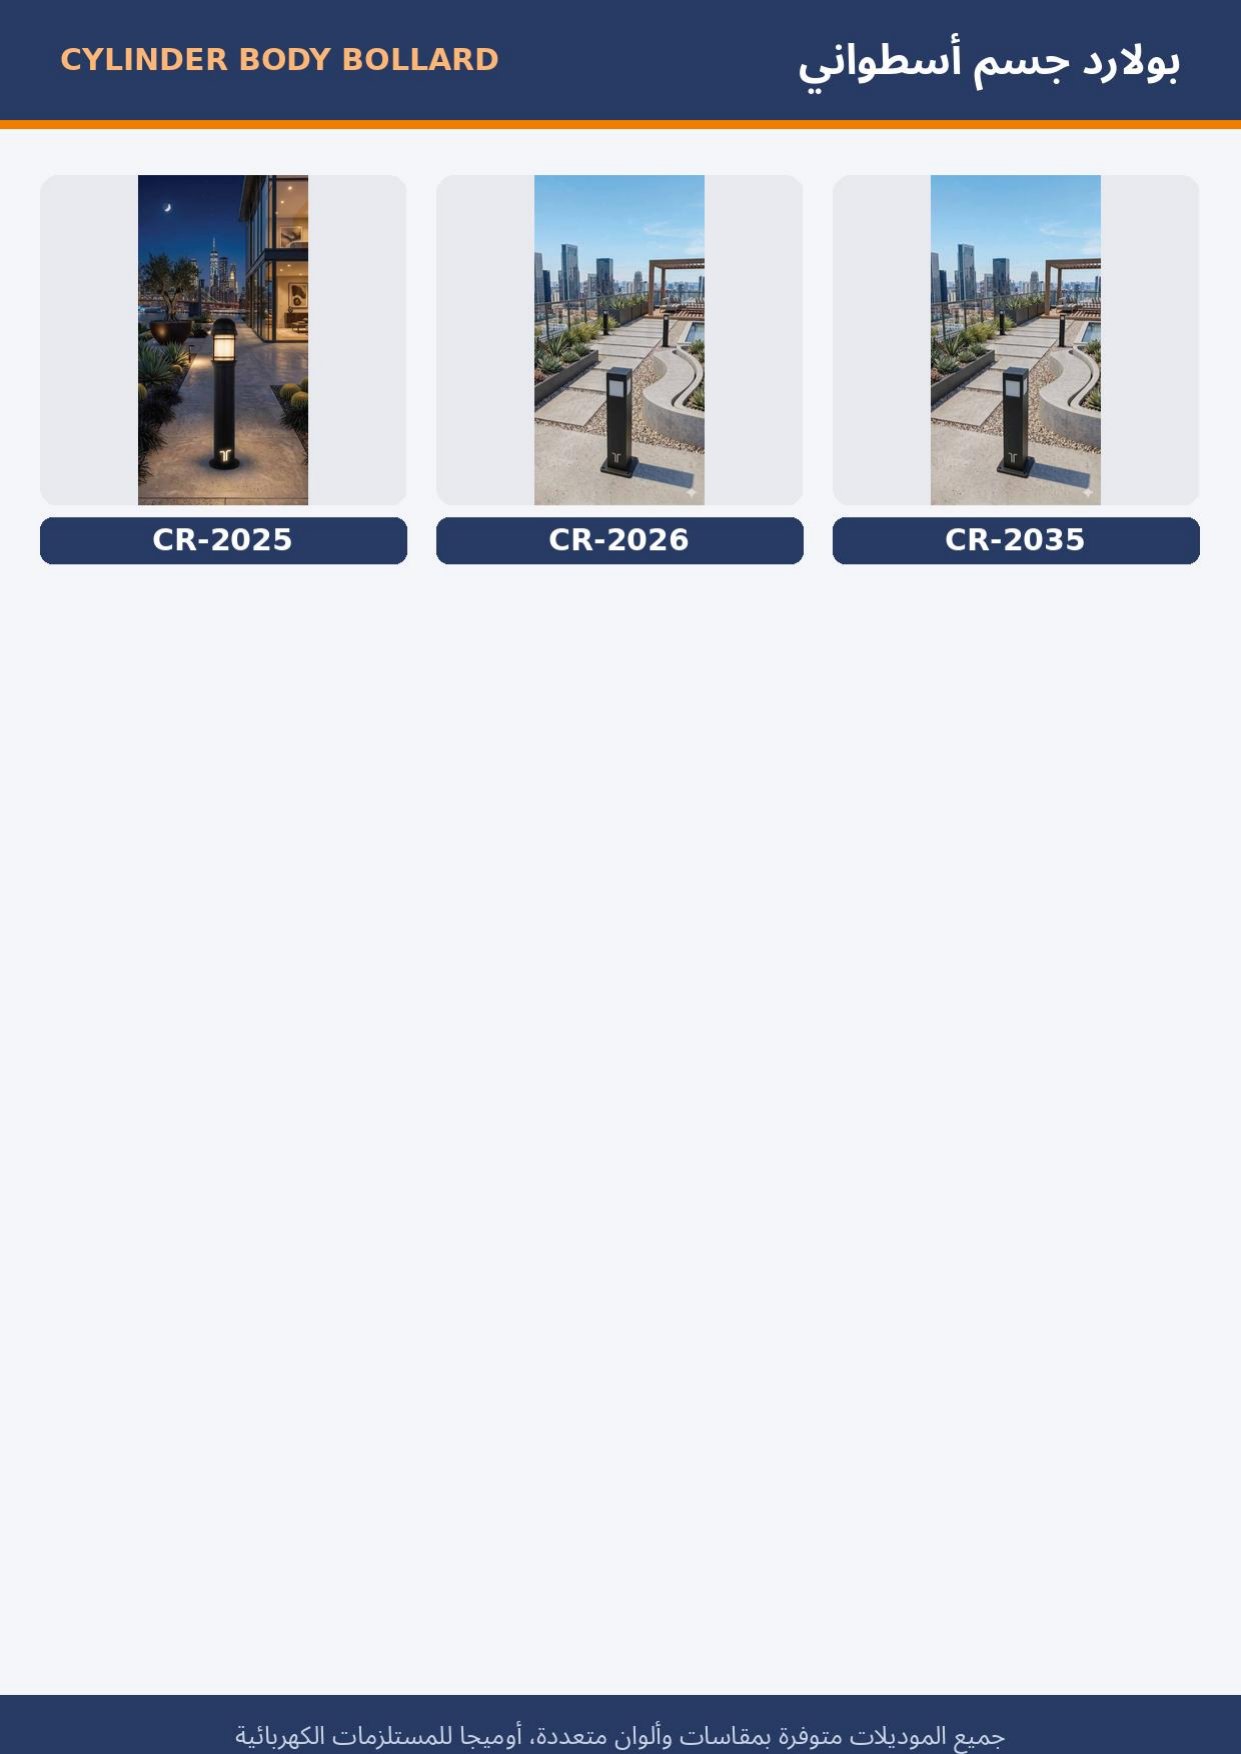 بولارد جسم أسطواني
CYLINDER BODY BOLLARD
CR-2025
CR-2026
CR-2035
جميع الموديلات متوفرة بمقاسات وألوان متعددة، أوميجا للمستلزمات الكهربائية